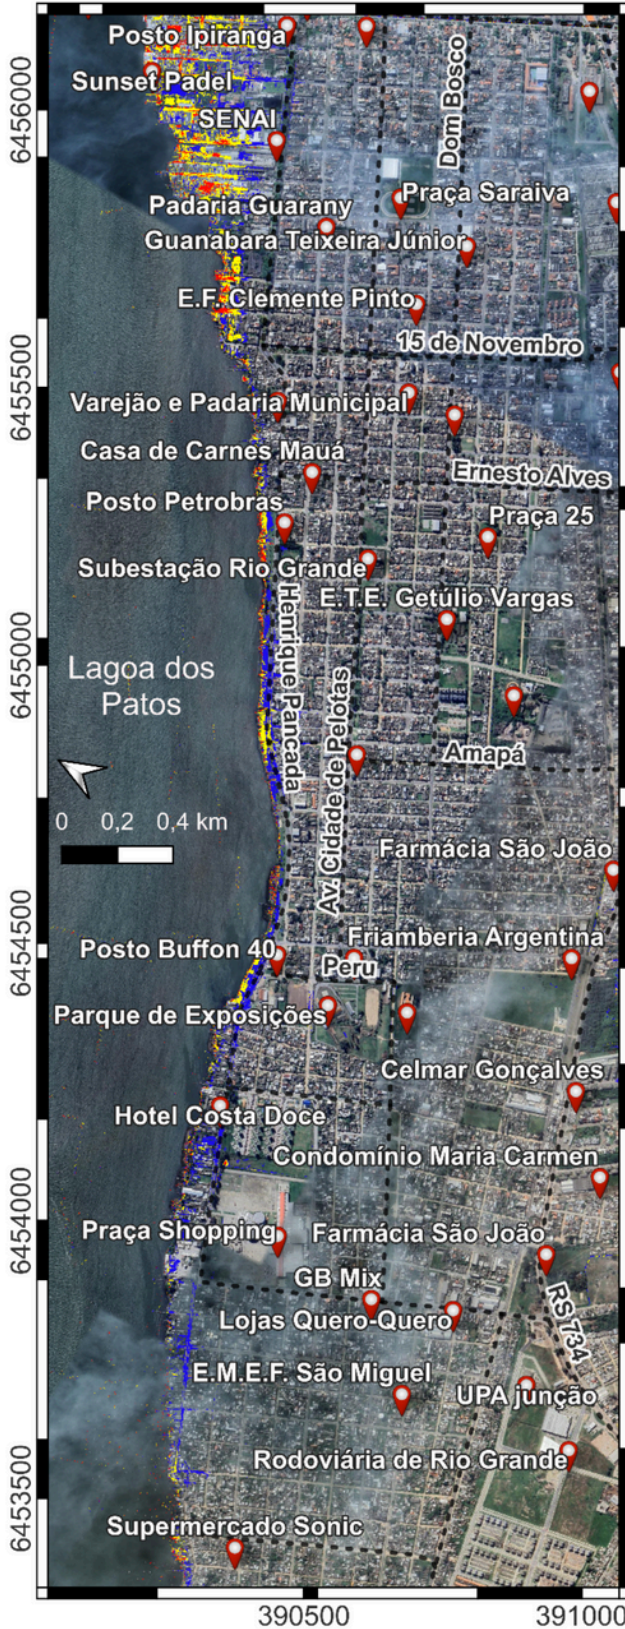 Posto Ipiranga
Dom Bosco
Sunset Padel
6456000
SENAI
Praça Saraiva
Padaria Guarany
Guanabara Teixeira Júnior
E.F. Clemente Pinto
15 de Novembro
6455500
Varejão e Padaria Municipal
Casa de Carnes Mauá
Ernesto Alves
Posto Petrobras
Praça 25
Subestação Rio Grande
E.T.E. Getúlio Vargas
Henrique Pancada
6455000
Lagoa dos
Patos
Av. Cidade de Pelotas
Amapá
0 0,2 0,4 km
Farmácia São João
6454500
Posto Buffon 40
Friamberia Argentina
Peru
Parque de Exposições
Celmar Gonçalves
Hotel Costa Doce
Condomínio Maria Carmen
6454000
Praça Shopping
Farmácia São João
GB Mix
RS 734
Lojas Quero-Quero
E.M.E.F. São Miguel
UPA junção
Rodoviária de Rio Grande
6453500
Supermercado Sonic
390500
391000